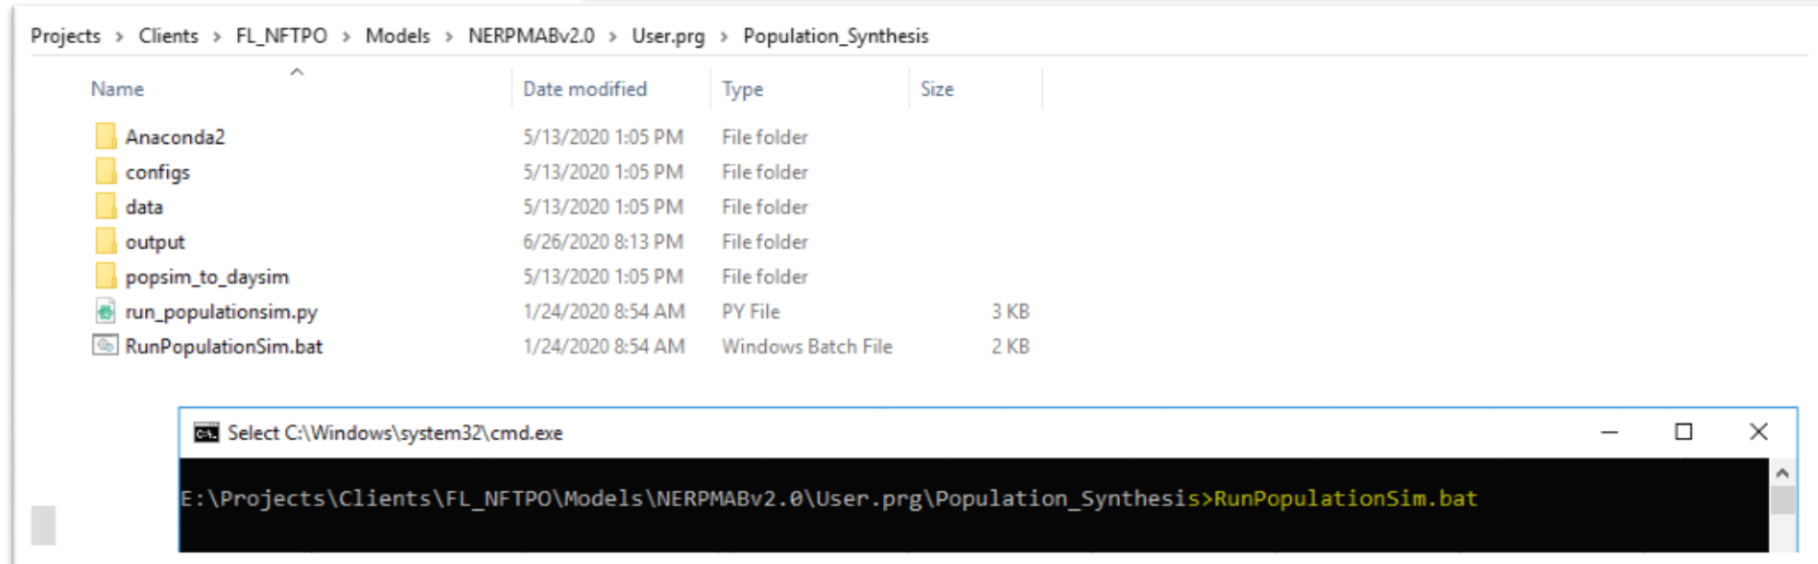 Projects > Clients > FL_NFTPO > Models > NERPMABv2.0 > User.prg > Population_Synthesis
Name Date modified Type Size
Anaconda2 5/13/2020 1:05 PM File folder
configs 5/13/2020 1:05 PM File folder
data 5/13/2020 1:05 PM File folder
output 6/26/2020 8:13 PM File folder
popsim_to_daysim 5/13/2020 1:05 PM File folder
run_populationsim.py 1/24/2020 8:54 AM PY File 3 KB
RunPopulationSim.bat 1/24/2020 8:54 AM Windows Batch File 2 KB
Select C:\Windows\system32\cmd.exe
E:\Projects\Clients\FL_NFTPO\Models\NERPMABv2.0\User.prg\Population_Synthesis>RunPopulationSim.bat